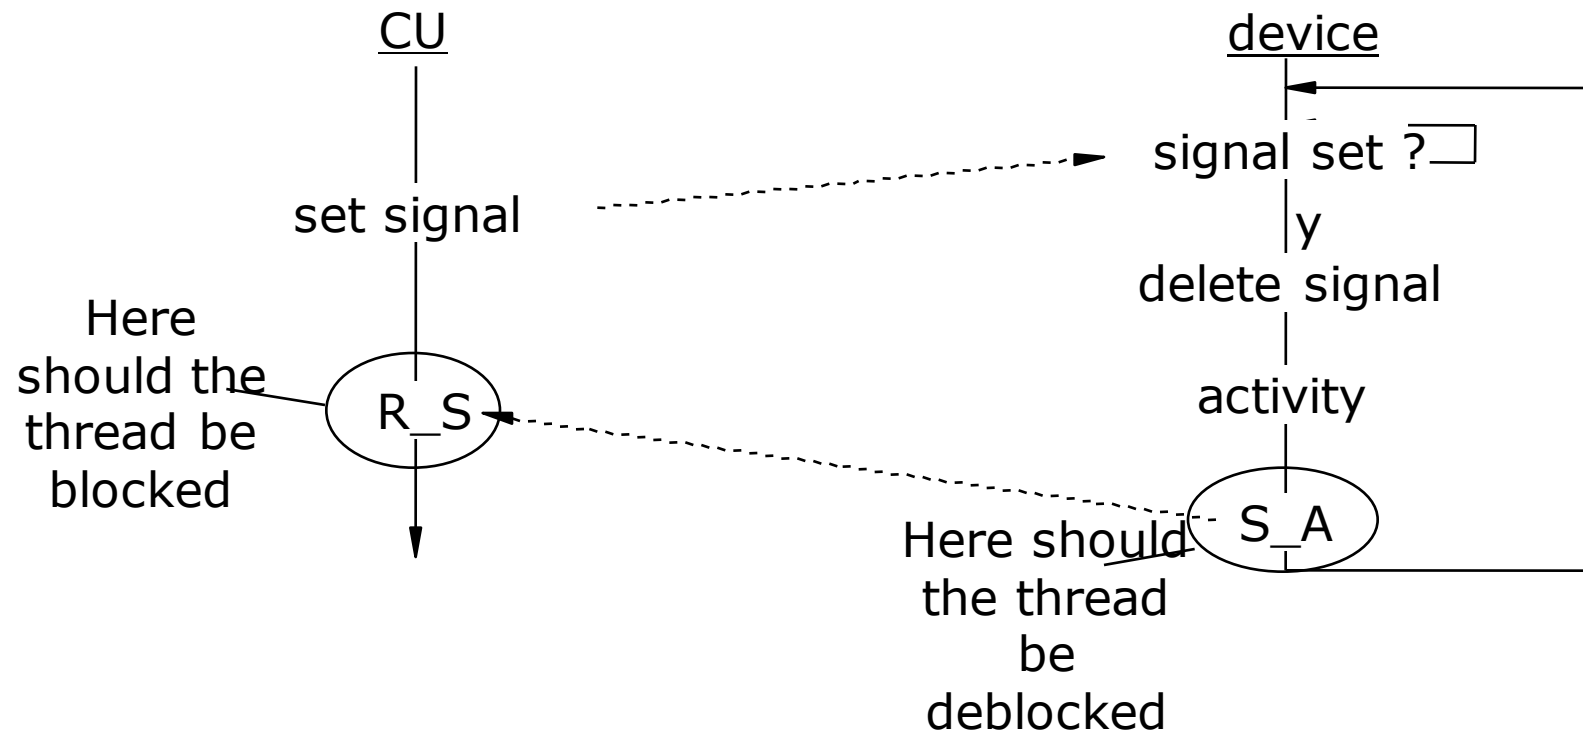 CU
device
signal set ?
set signal
y
delete signal
Here
should the
thread be
blocked
R_S
activity
S_A
Here should
the thread
be
deblocked